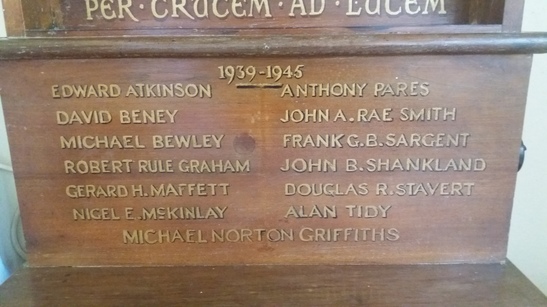 PER·CRUCEM·AD·LUCEM
1939-1945
EDWARD ATKINSON
DAVID BENEY
MICHAEL BEWLEY
ROBERT RULE GRAHAM
GERARD H. MAFFETT
NIGEL E. MCKINLAY
ANTHONY PARES
JOHN A. RAE SMITH
FRANK G.B. SARGENT
JOHN B. SHANKLAND
DOUGLAS R. STAVERT
ALAN TIDY
MICHAEL NORTON GRIFFITHS